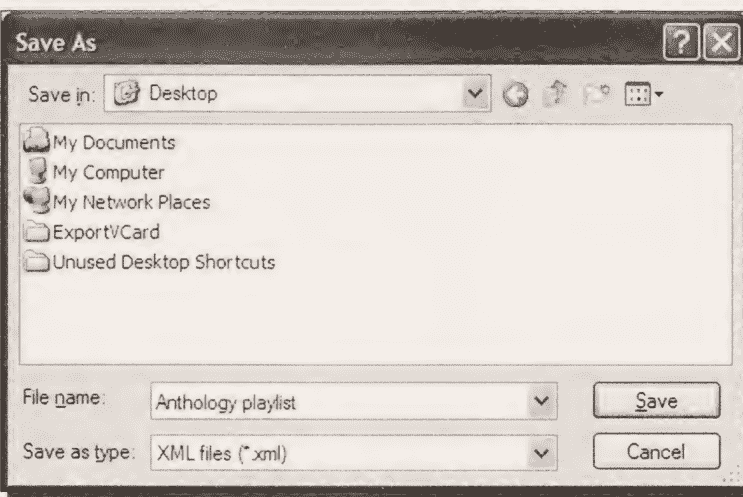 Save As
Save in: Desktop
My Documents
My Computer
My Network Places
ExportVCard
Unused Desktop Shortcuts
File name: Anthology playlist Save
Save as type: XML files (*.xml) Cancel